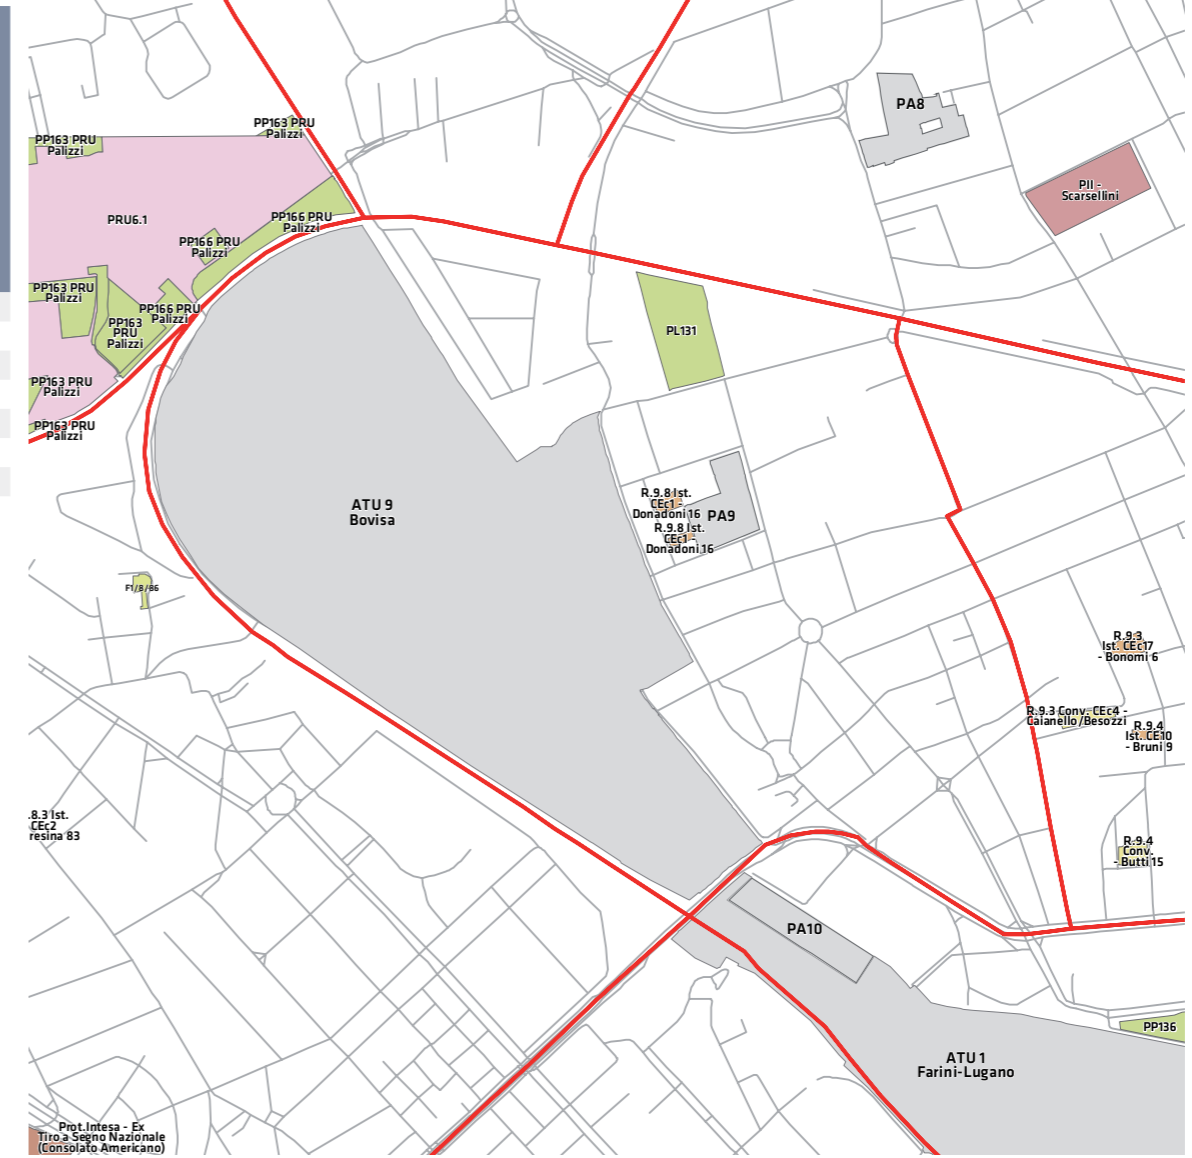 PA8
PP163 PRU
Palizzi
PP163 PRU
Palizzi
PII -
Scarsellini
PRU6.1
PP166 PRU
Palizzi
PP166 PRU
Palizzi
PP163 PRU
Palizzi
PP166 PRU
Palizzi
PP163
PRU
Palizzi
PL131
PP163 PRU
Palizzi
PP163 PRU
Palizzi
ATU 9
Bovisa
R.9.8 Ist.
CEc1 -
Donadoni 16
PA9
R.9.8 Ist.
CEc1 -
Donadoni 16
F1/B/86
R.9.3
Ist. CEc17
- Bonomi 6
R.9.3 Conv. CEc4 -
Caianello/Besozzi
R.9.4
Ist. CE10
- Bruni 9
.8.3 Ist.
CEc2
resina 83
R.9.4
Conv.
- Butti 15
PA10
PP136
ATU 1
Farini-Lugano
Prot.Intesa - Ex
Tiro a Segno Nazionale
(Consolato Americano)